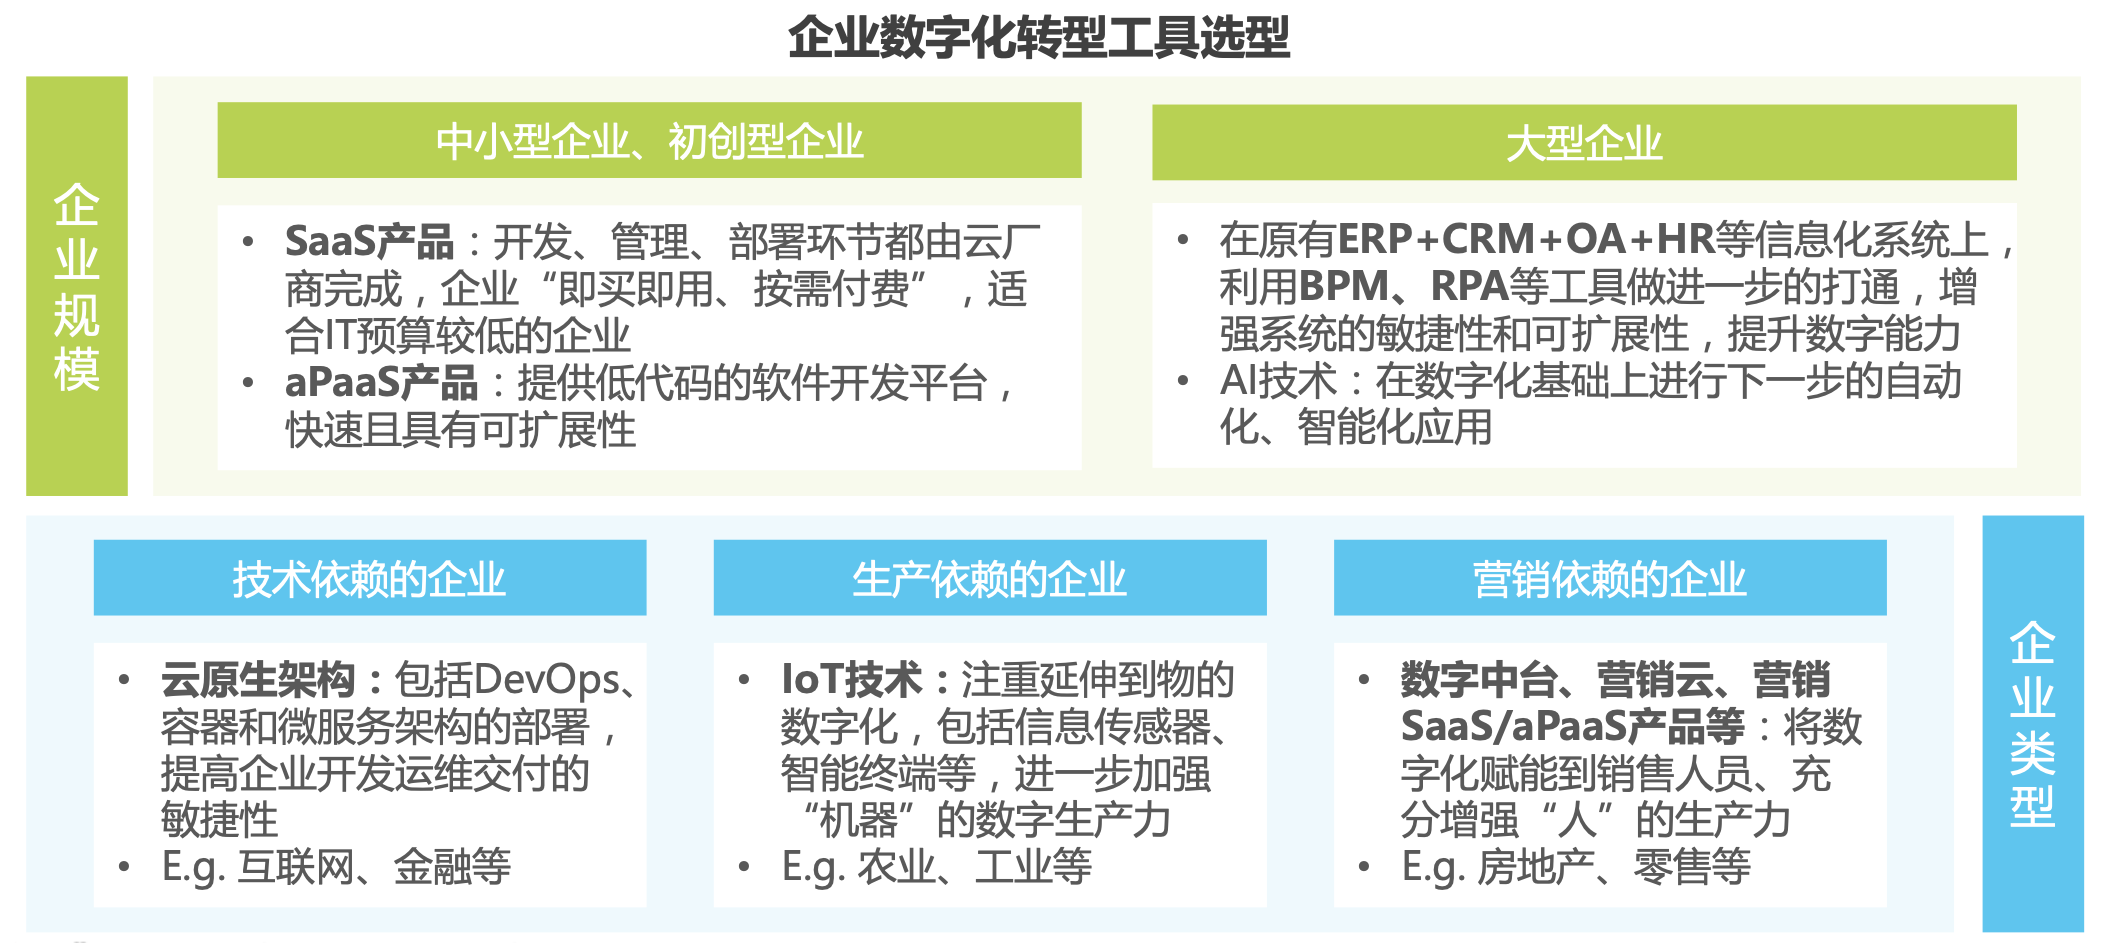 企业数字化转型工具选型
企业规模
中小型企业、初创型企业
• SaaS产品：开发、管理、部署环节都由云厂
商完成，企业“即买即用、按需付费”，适
合IT预算较低的企业
• aPaaS产品：提供低代码的软件开发平台，
快速且具有可扩展性
大型企业
• 在原有ERP+CRM+OA+HR等信息化系统上，
利用BPM、RPA等工具做进一步的打通，增
强系统的敏捷性和可扩展性，提升数字能力
• AI技术：在数字化基础上进行下一步的自动
化、智能化应用
技术依赖的企业
• 云原生架构：包括DevOps、
容器和微服务架构的部署，
提高企业开发运维交付的
敏捷性
• E.g. 互联网、金融等
生产依赖的企业
• IoT技术：注重延伸到物的
数字化，包括信息传感器、
智能终端等，进一步加强
“机器”的数字生产力
• E.g. 农业、工业等
营销依赖的企业
• 数字中台、营销云、营销
SaaS/aPaaS产品等：将数
字化赋能到销售人员、充
分增强“人”的生产力
• E.g. 房地产、零售等
企业类型